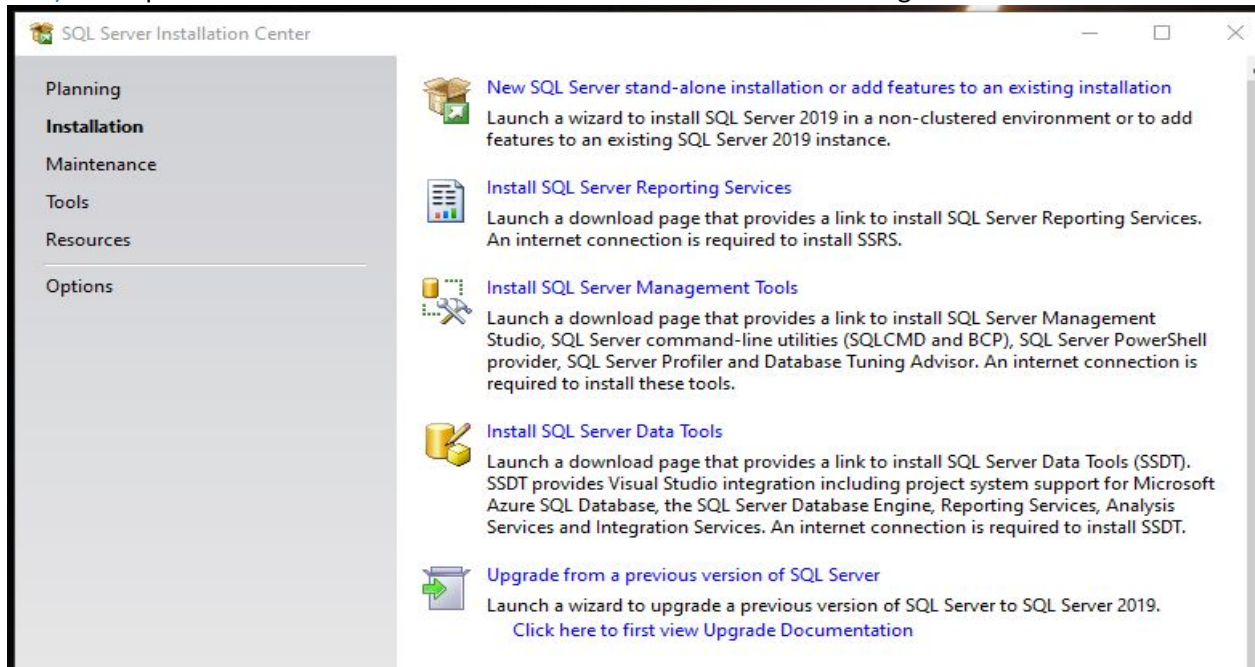 SQL Server Installation Center
Planning
Installation
Maintenance
Tools
Resources
Options
New SQL Server stand-alone installation or add features to an existing installation
Launch a wizard to install SQL Server 2019 in a non-clustered environment or to add
features to an existing SQL Server 2019 instance.
Install SQL Server Reporting Services
Launch a download page that provides a link to install SQL Server Reporting Services.
An internet connection is required to install SSRS.
Install SQL Server Management Tools
Launch a download page that provides a link to install SQL Server Management
Studio, SQL Server command-line utilities (SQLCMD and BCP), SQL Server PowerShell
provider, SQL Server Profiler and Database Tuning Advisor. An internet connection is
required to install these tools.
Install SQL Server Data Tools
Launch a download page that provides a link to install SQL Server Data Tools (SSDT).
SSDT provides Visual Studio integration including project system support for Microsoft
Azure SQL Database, the SQL Server Database Engine, Reporting Services, Analysis
Services and Integration Services. An internet connection is required to install SSDT.
Upgrade from a previous version of SQL Server
Launch a wizard to upgrade a previous version of SQL Server to SQL Server 2019.
Click here to first view Upgrade Documentation